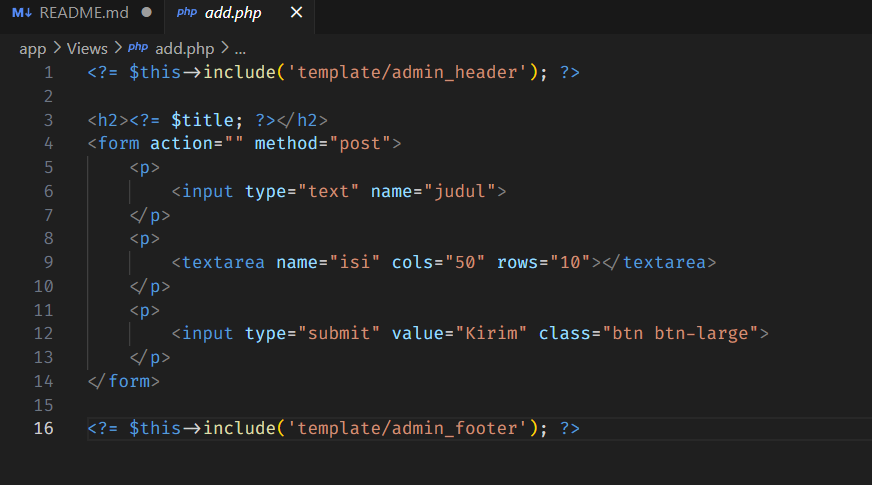 M↓ README.md ● php add.php ×
app > Views > php add.php > ...
1 <?= $this->include('template/admin_header'); ?>
2
3 <h2><?= $title; ?></h2>
4 <form action="" method="post">
5 <p>
6 <input type="text" name="judul">
7 </p>
8 <p>
9 <textarea name="isi" cols="50" rows="10"></textarea>
10 </p>
11 <p>
12 <input type="submit" value="Kirim" class="btn btn-large">
13 </p>
14 </form>
15
16 <?= $this->include('template/admin_footer'); ?>